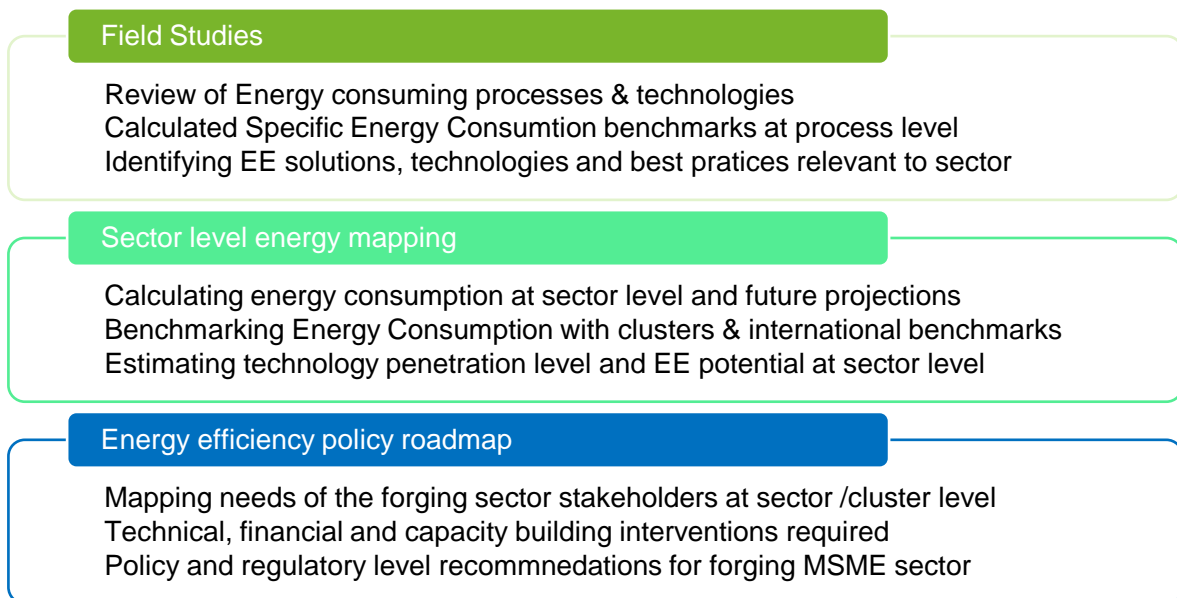 Field Studies
Review of Energy consuming processes & technologies
Calculated Specific Energy Consumtion benchmarks at process level
Identifying EE solutions, technologies and best pratices relevant to sector
Sector level energy mapping
Calculating energy consumption at sector level and future projections
Benchmarking Energy Consumption with clusters & international benchmarks
Estimating technology penetration level and EE potential at sector level
Energy efficiency policy roadmap
Mapping needs of the forging sector stakeholders at sector /cluster level
Technical, financial and capacity building interventions required
Policy and regulatory level recommnedations for forging MSME sector